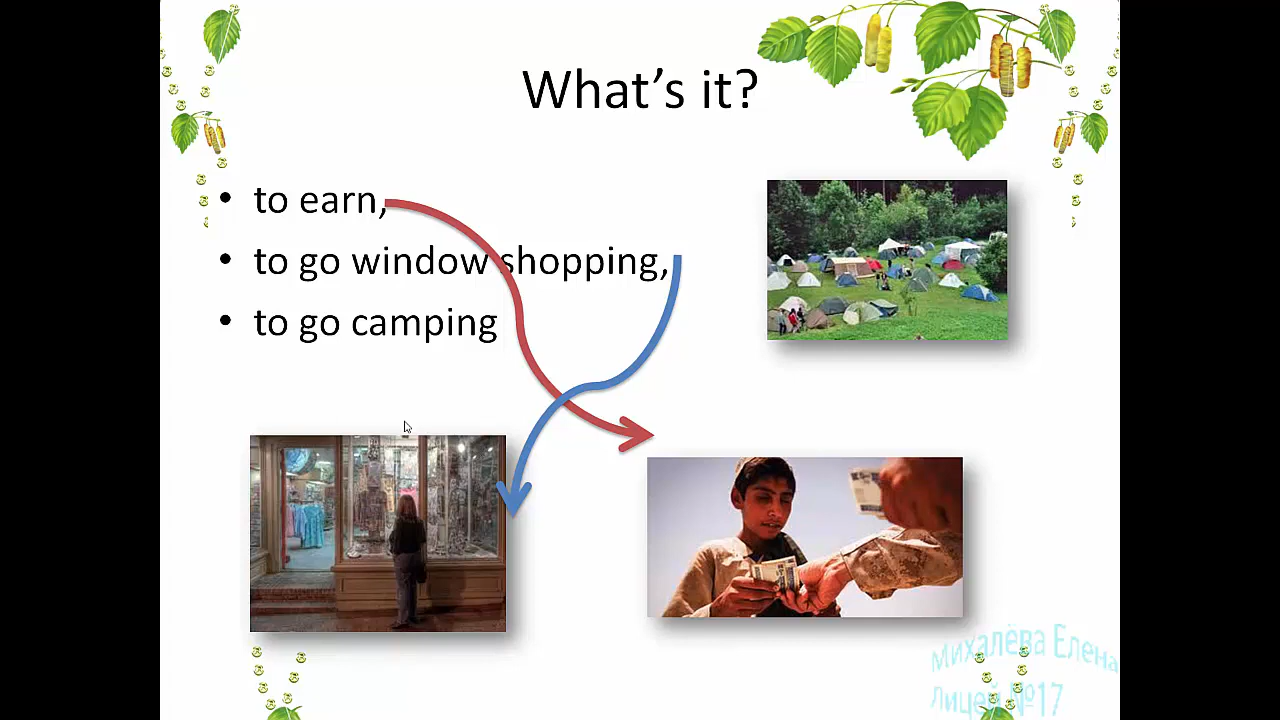 What's it?
• to earn,
• to go window shopping,
• to go camping
Михалёва Елена
Лицей №17